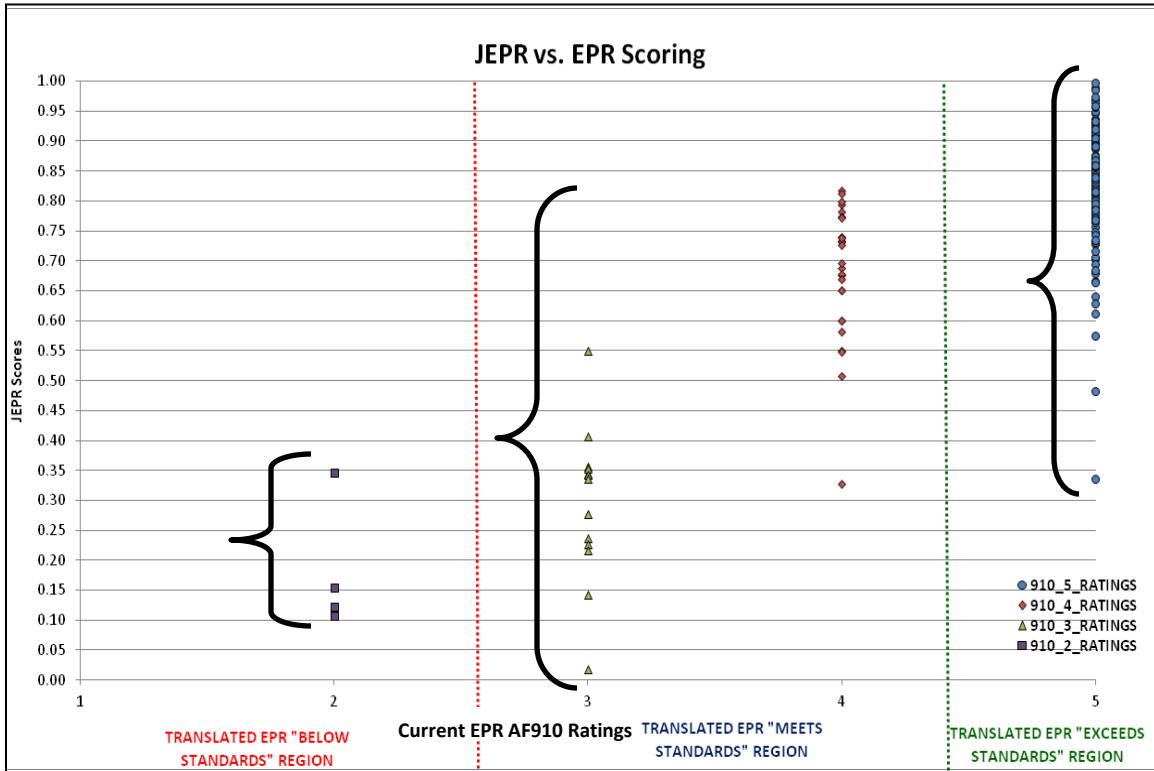 JEPR vs. EPR Scoring
1.00
0.95
0.90
0.85
0.80
0.75
0.70
0.65
0.60
0.55
0.50
0.45
0.40
0.35
0.30
0.25
0.20
0.15
0.10
0.05
0.00
JEPR Scores
910_5_RATINGS
910_4_RATINGS
910_3_RATINGS
910_2_RATINGS
1 2 3 4 5
Current EPR AF910 Ratings
TRANSLATED EPR "BELOW
STANDARDS" REGION
TRANSLATED EPR "MEETS
STANDARDS" REGION
TRANSLATED EPR "EXCEEDS
STANDARDS" REGION